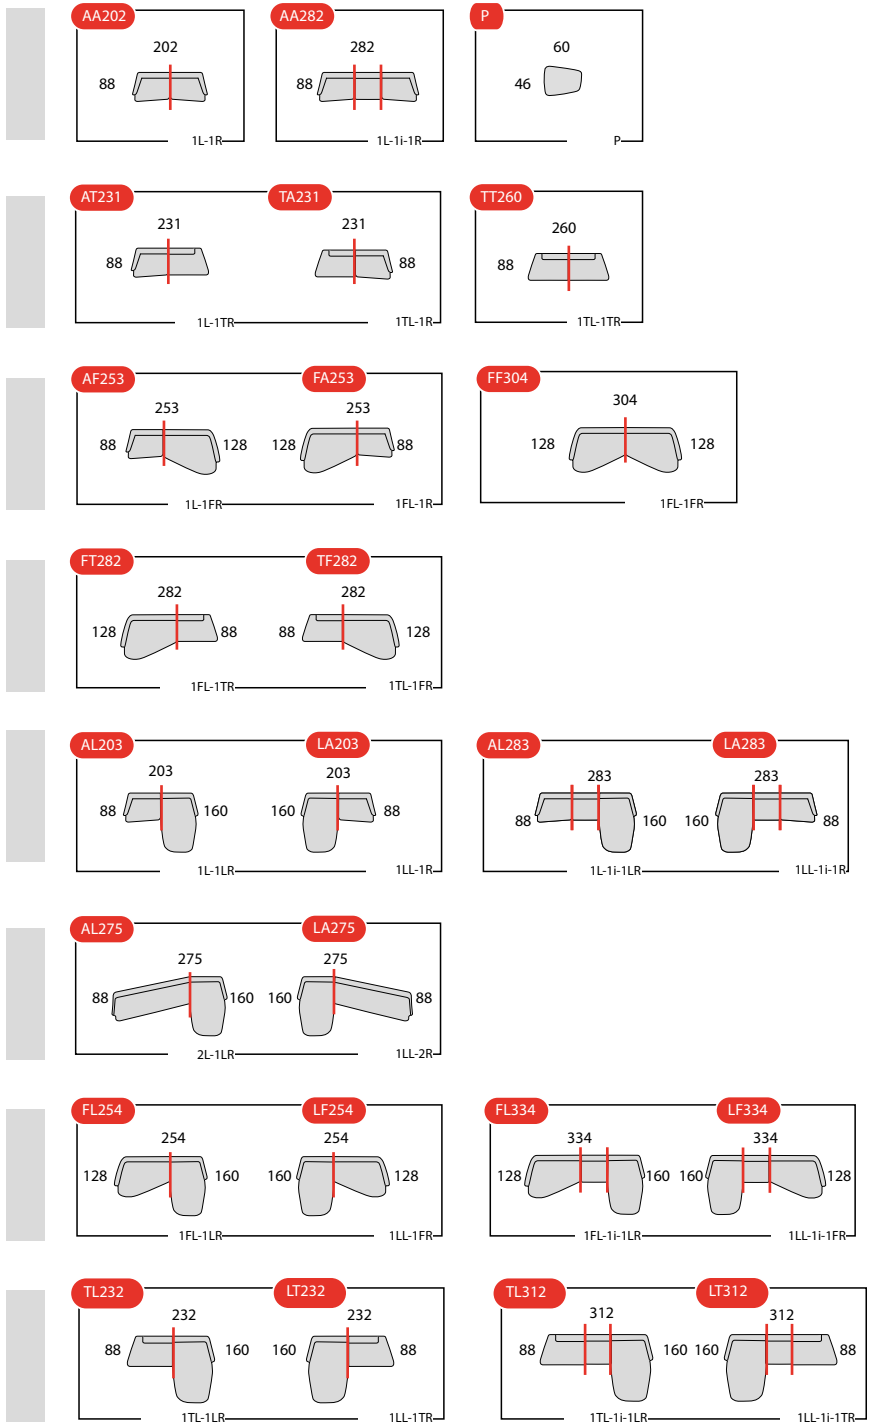 AA202 AA282 P
202 282 60
88 88 46
1L-1R 1L-1i-1R P
AT231 TA231 TT260
231 231 260
88 88 88
1L-1TR 1TL-1R 1TL-1TR
AF253 FA253 FF304
253 253 304
88 128 128 88 128 128
1L-1FR 1FL-1R 1FL-1FR
FT282 TF282
282 282
128 88 88 128
1FL-1TR 1TL-1FR
AL203 LA203 AL283 LA283
203 203 283 283
88 160 160 88 88 160 160 88
1L-1LR 1LL-1R 1L-1i-1LR 1LL-1i-1R
AL275 LA275
275 275
88 160 160 88
2L-1LR 1LL-2R
FL254 LF254 FL334 LF334
254 254 334 334
128 160 160 128 128 160 160 128
1FL-1LR 1LL-1FR 1FL-1i-1LR 1LL-1i-1FR
TL232 LT232 TL312 LT312
232 232 312 312
88 160 160 88 88 160 160 88
1TL-1LR 1LL-1TR 1TL-1i-1LR 1LL-1i-1TR